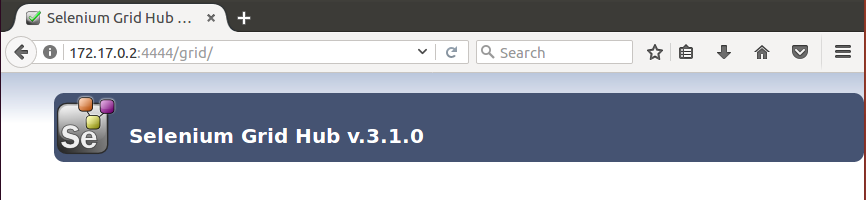 Selenium Grid Hub ...
172.17.0.2:4444/grid/
Search
Se
Selenium Grid Hub v.3.1.0